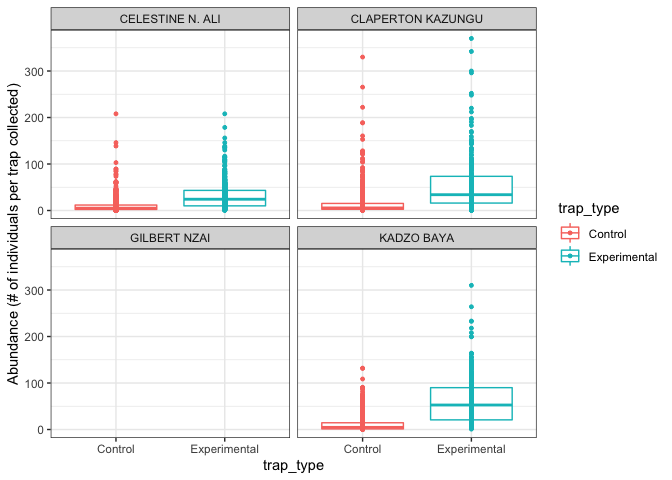 CELESTINE N. ALI
CLAPERTON KAZUNGU
300
200
100
0
GILBERT NZAI
KADZO BAYA
300
200
100
0
Control
Experimental
Control
Experimental
trap_type
Abundance (# of individuals per trap collected)
trap_type
Control
Experimental